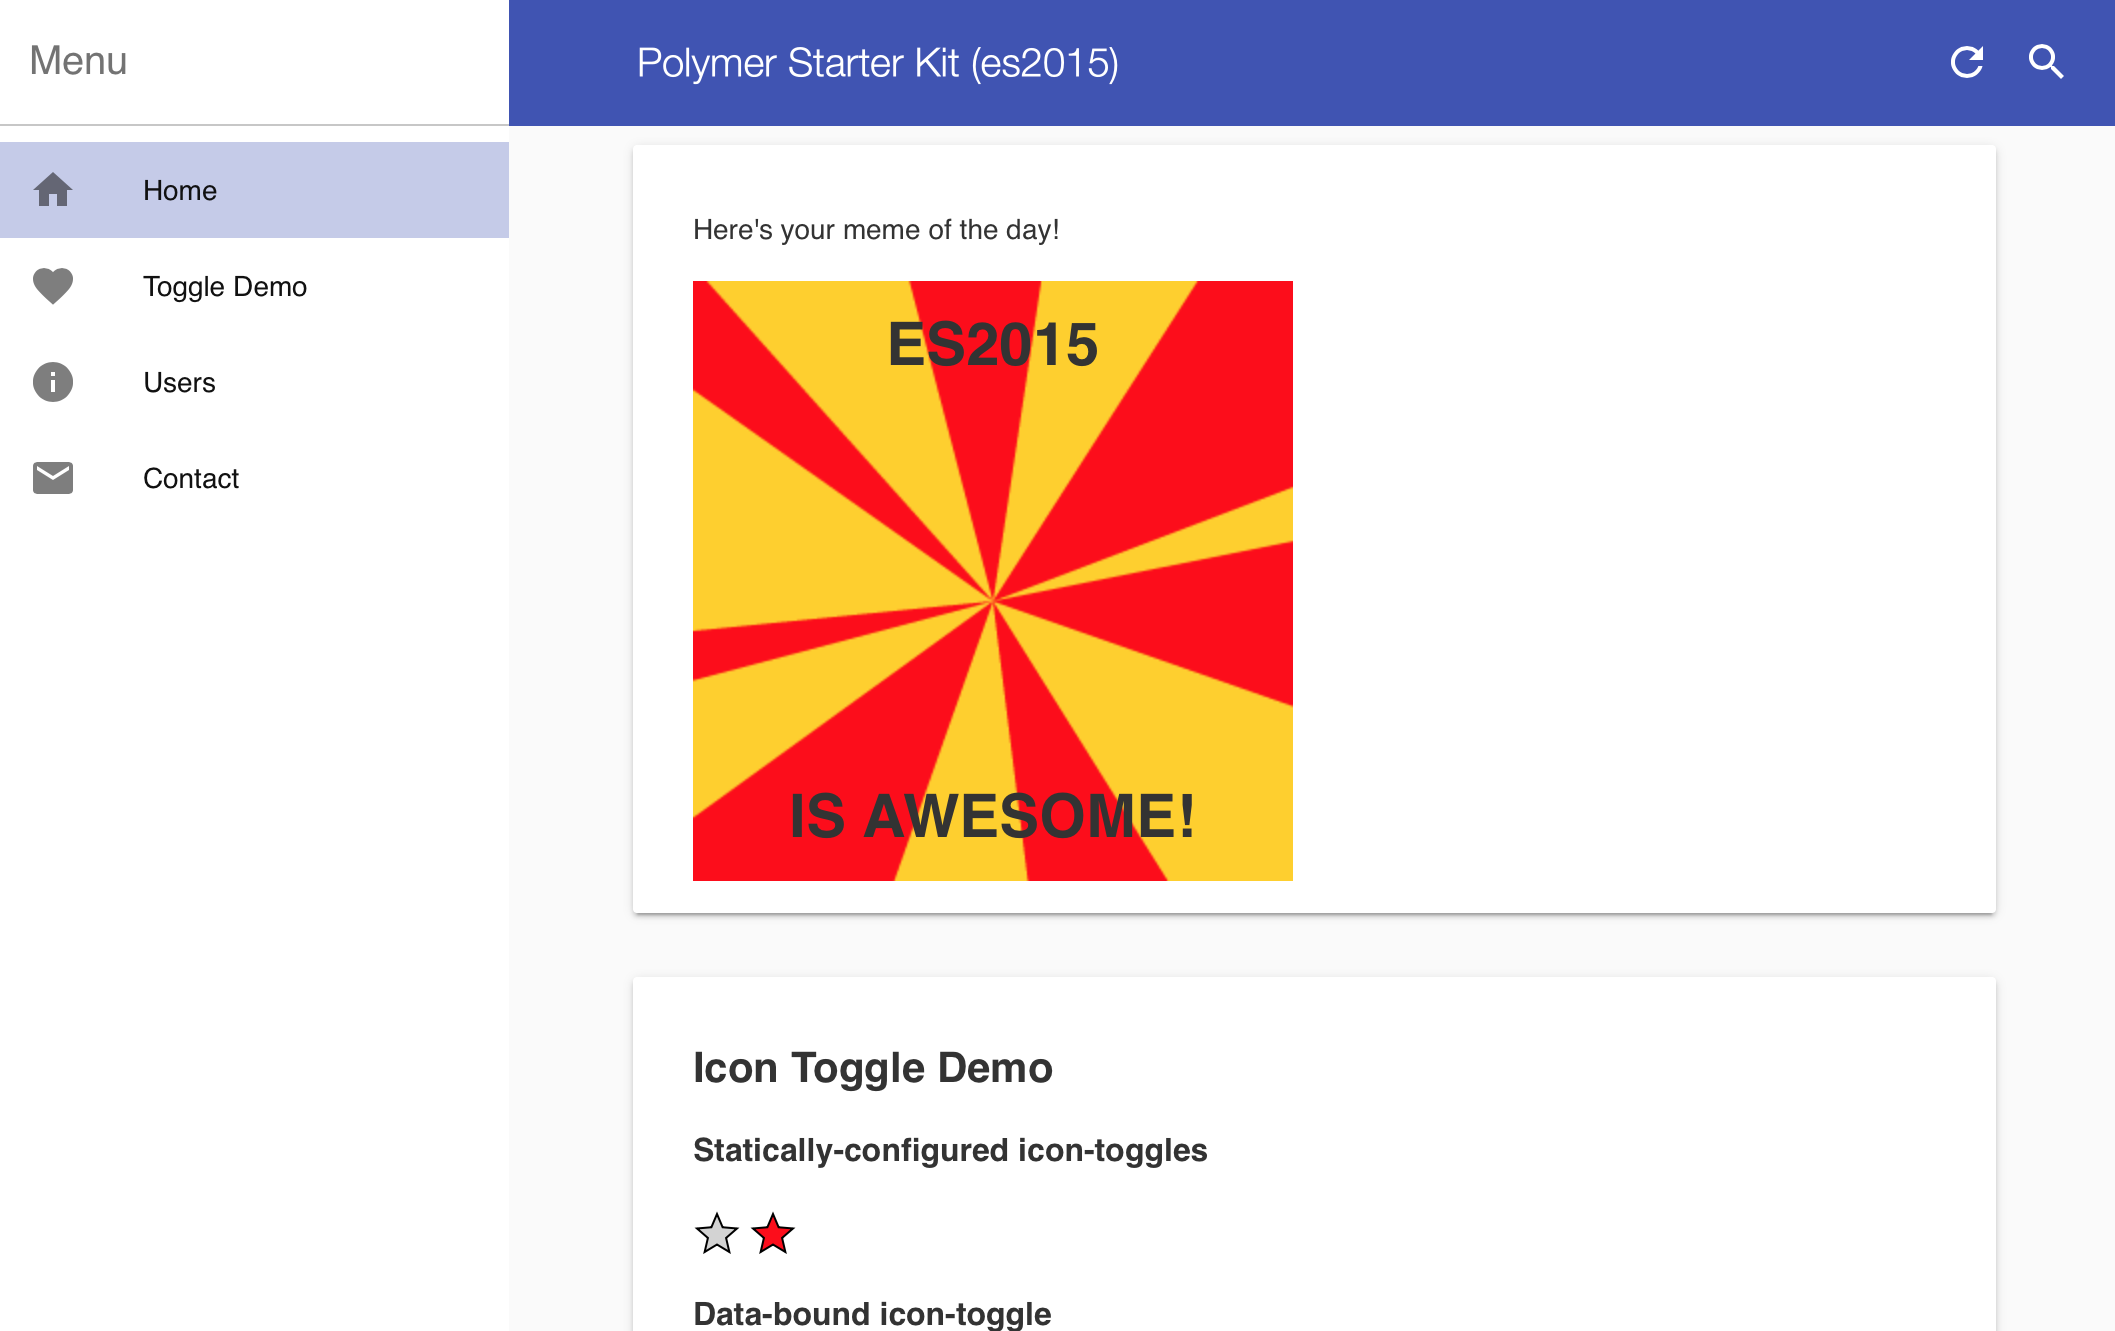 Menu
Home
Toggle Demo
Users
Contact
Polymer Starter Kit (es2015)
Here's your meme of the day!
ES2015
IS AWESOME!
Icon Toggle Demo
Statically-configured icon-toggles
Data-bound icon-toggle